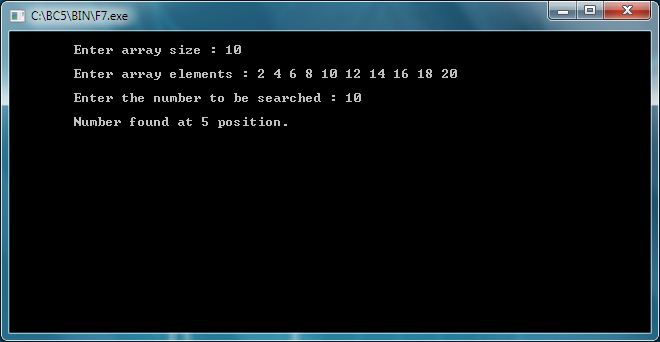 C:\BC5\BIN\F7.exe
Enter array size : 10
Enter array elements : 2 4 6 8 10 12 14 16 18 20
Enter the number to be searched : 10
Number found at 5 position.